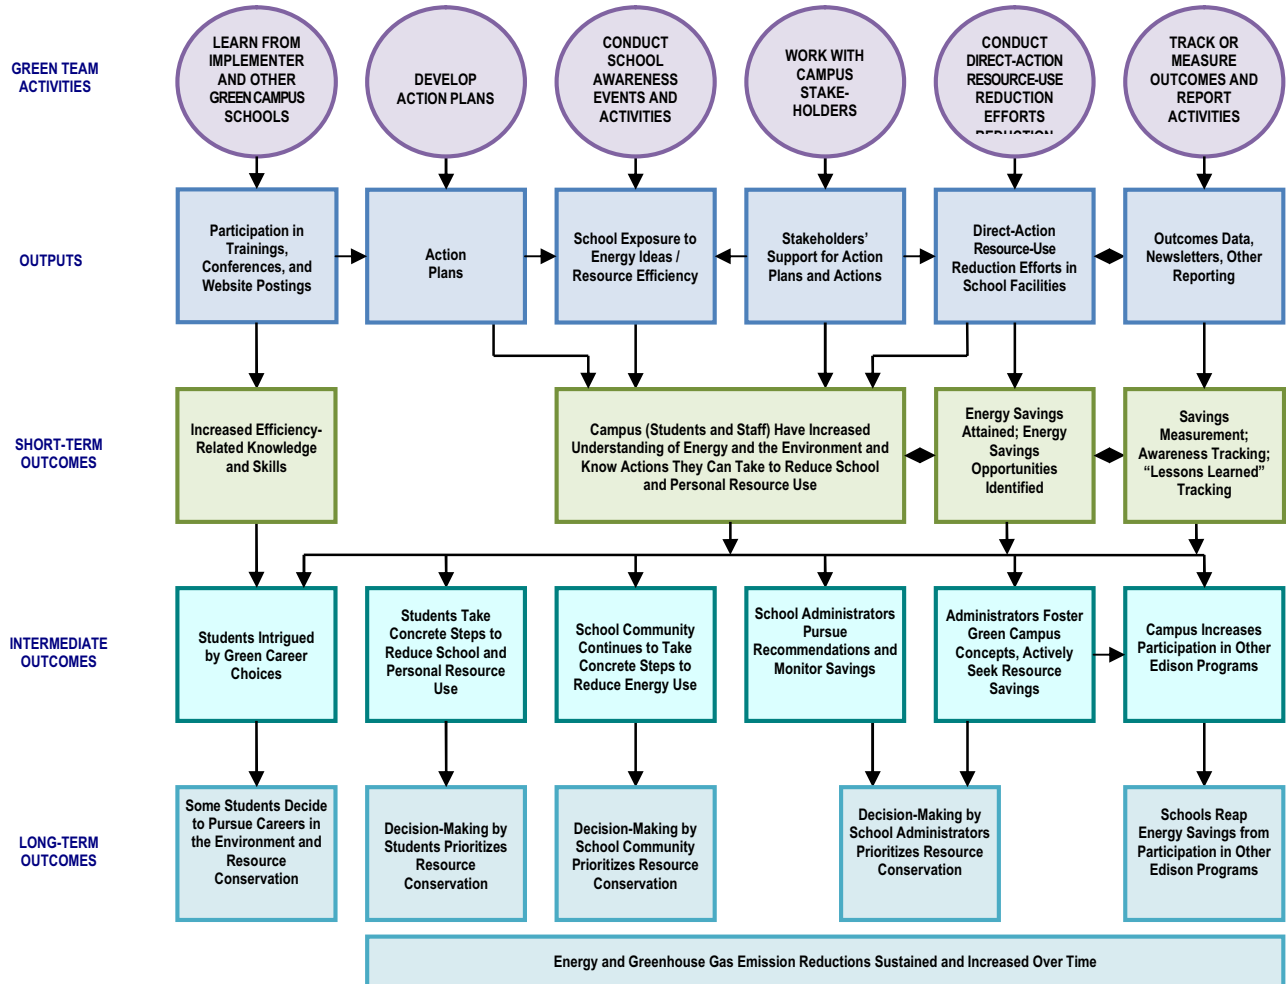 GREEN TEAM
ACTIVITIES
LEARN FROM
IMPLEMENTER
AND OTHER
GREEN CAMPUS
SCHOOLS
DEVELOP
ACTION PLANS
CONDUCT
SCHOOL
AWARENESS
EVENTS AND
ACTIVITIES
WORK WITH
CAMPUS
STAKE-
HOLDERS
CONDUCT
DIRECT-ACTION
RESOURCE-USE
REDUCTION
EFFORTS
REDUCTION
TRACK OR
MEASURE
OUTCOMES AND
REPORT
ACTIVITIES
OUTPUTS
Participation in
Trainings,
Conferences, and
Website Postings
Action
Plans
School Exposure to
Energy Ideas /
Resource Efficiency
Stakeholders’
Support for Action
Plans and Actions
Direct-Action
Resource-Use
Reduction Efforts in
School Facilities
Outcomes Data,
Newsletters, Other
Reporting
SHORT-TERM
OUTCOMES
Increased Efficiency-
Related Knowledge
and Skills
Campus (Students and Staff) Have Increased
Understanding of Energy and the Environment and
Know Actions They Can Take to Reduce School
and Personal Resource Use
Energy Savings
Attained; Energy
Savings
Opportunities
Identified
Savings
Measurement;
Awareness Tracking;
“Lessons Learned”
Tracking
INTERMEDIATE
OUTCOMES
Students Intrigued
by Green Career
Choices
Students Take
Concrete Steps to
Reduce School and
Personal Resource
Use
School Community
Continues to Take
Concrete Steps to
Reduce Energy Use
School Administrators
Pursue
Recommendations and
Monitor Savings
Administrators Foster
Green Campus
Concepts, Actively
Seek Resource
Savings
Campus Increases
Participation in Other
Edison Programs
LONG-TERM
OUTCOMES
Some Students Decide
to Pursue Careers in
the Environment and
Resource
Conservation
Decision-Making by
Students Prioritizes
Resource
Conservation
Decision-Making by
School Community
Prioritizes Resource
Conservation
Decision-Making by
School Administrators
Prioritizes Resource
Conservation
Schools Reap
Energy Savings from
Participation in Other
Edison Programs
Energy and Greenhouse Gas Emission Reductions Sustained and Increased Over Time